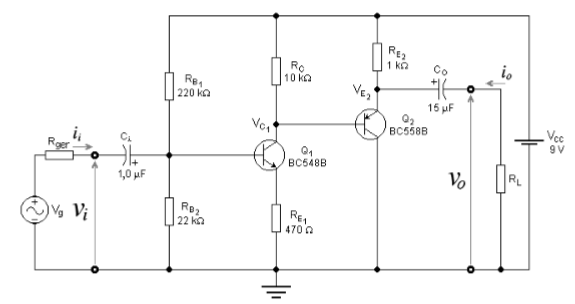 R_B1
220 kΩ
R_C
10 kΩ
R_E2
1 kΩ
V_E2
C_o
+
15 µF
i_o
V_C1
Q_2
BC558B
V_CC
9 V
R_ger
i_i
C_i
+
1,0 µF
Q_1
BC548B
+
-
V_g
v_i
R_B2
22 kΩ
R_E1
470 Ω
v_o
R_L